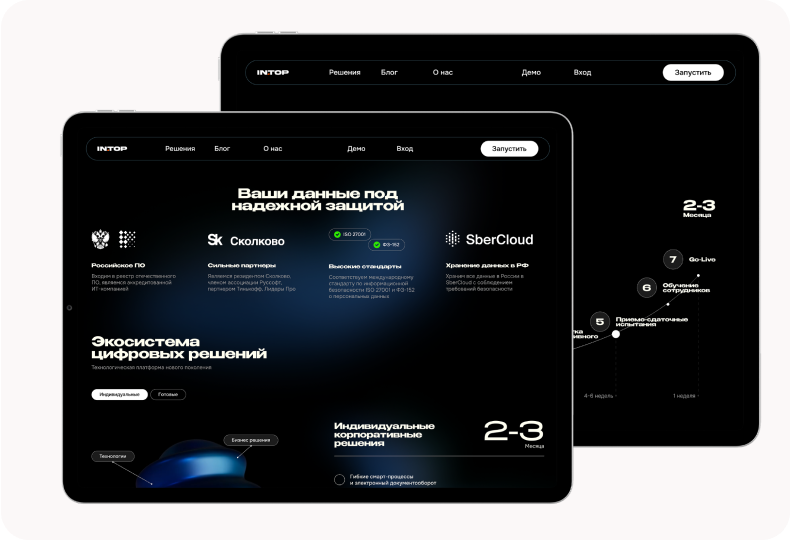 INTOP
Решения
Блог
О нас
Демо
Вход
Запустить
2-3
Месяца
7
Go-Live
6
Обучение
сотрудников
5
Приемо-сдаточные
испытания
4-6 недель
1 неделя
INTOP
Решения
Блог
О нас
Демо
Вход
Запустить
Ваши данные под
надежной защитой
Sk Сколково
ISO 27001
ФЗ-152
SberCloud
Российское ПО
Входим в реестр отечественного
ПО, являемся аккредитованной
ИТ-компанией
Сильные партнеры
Являемся резидентом Сколково,
членом ассоциации Руссофт,
партнером Тинькофф, Лидеры Про
Высокие стандарты
Соответствуем международному
стандарту по информационной
безопасности ISO 27001 и ФЗ-152
о персональных данных
Хранение данных в РФ
Храним все данные в России в
SberCloud с соблюдением
требований безопасности
Экосистема
цифровых решений
Технологическая платформа нового поколения
Индивидуальные
Готовые
Бизнес решения
Технологии
Индивидуальные
корпоративные
решения
2-3
Месяца
Гибкие смарт-процессы
и электронный документооборот